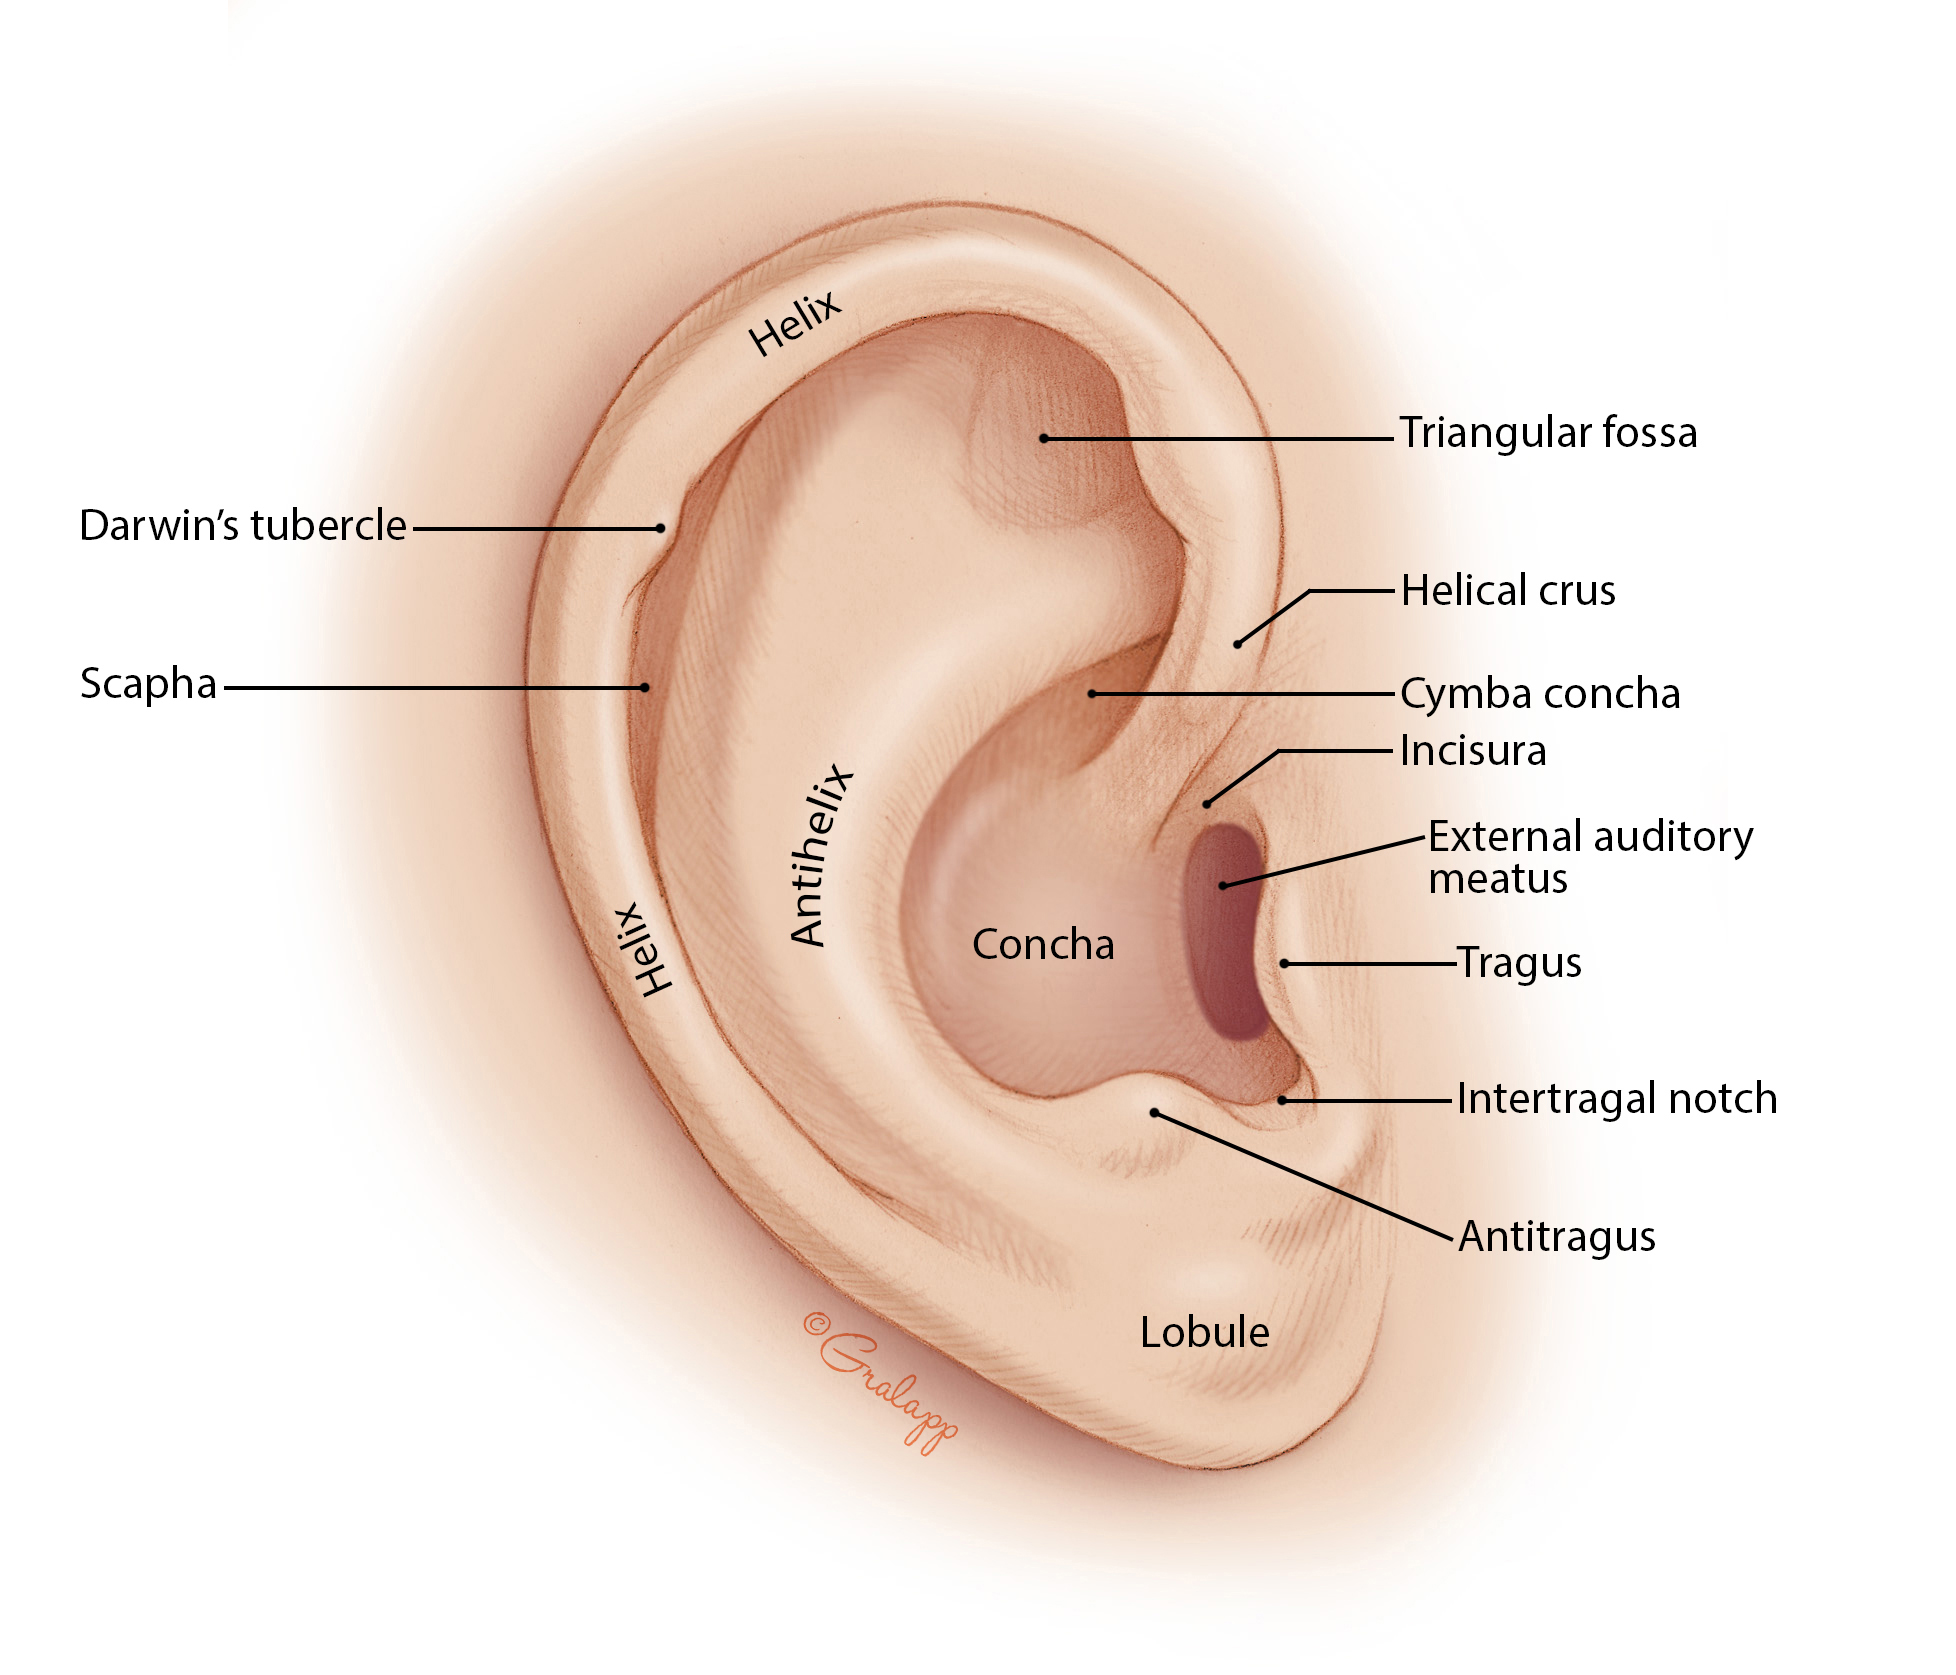 Helix
Triangular fossa
Darwin's tubercle
Helical crus
Scapha
Cymba concha
Incisura
External auditory
meatus
Antihelix
Helix
Concha
Tragus
Intertragal notch
Antitragus
Lobule
©Gralapp